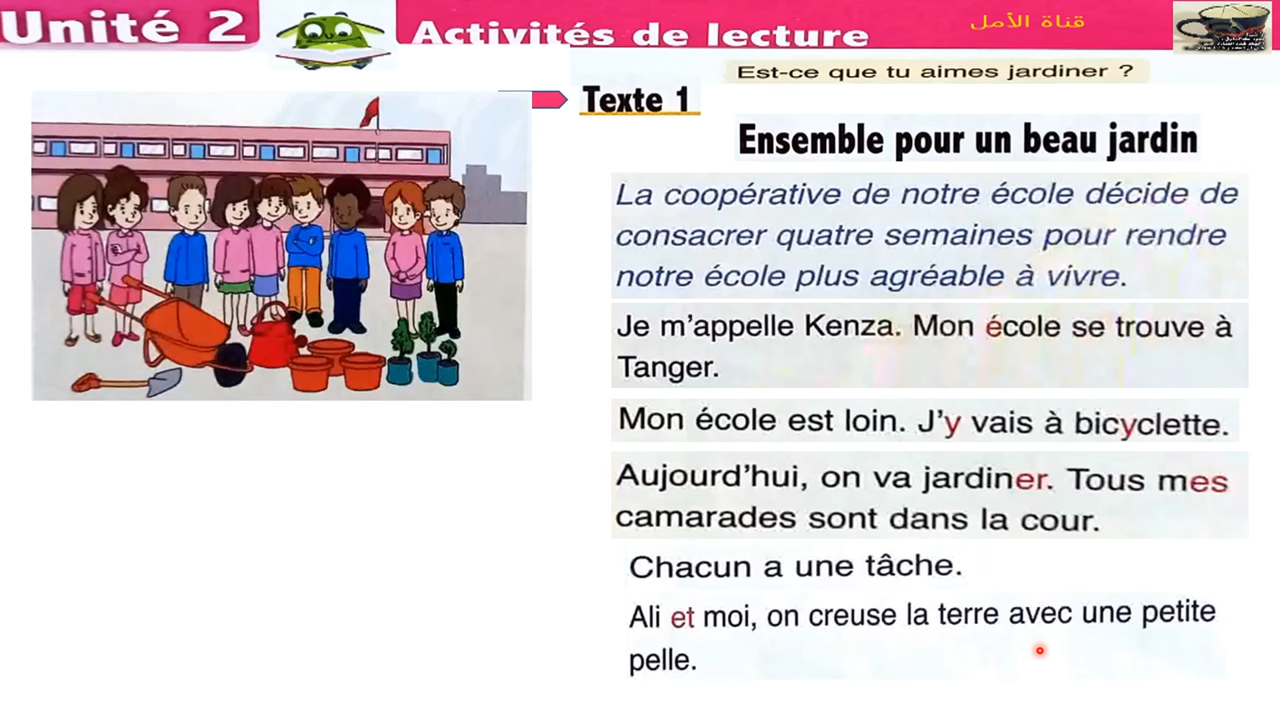 Unité 2
Activités de lecture
قناة الأمل
Est-ce que tu aimes jardiner ?
Texte 1
Ensemble pour un beau jardin
La coopérative de notre école décide de
consacrer quatre semaines pour rendre
notre école plus agréable à vivre.
Je m'appelle Kenza. Mon école se trouve à
Tanger.
Mon école est loin. J'y vais à bicyclette.
Aujourd'hui, on va jardiner. Tous mes
camarades sont dans la cour.
Chacun a une tâche.
Ali et moi, on creuse la terre avec une petite
pelle.